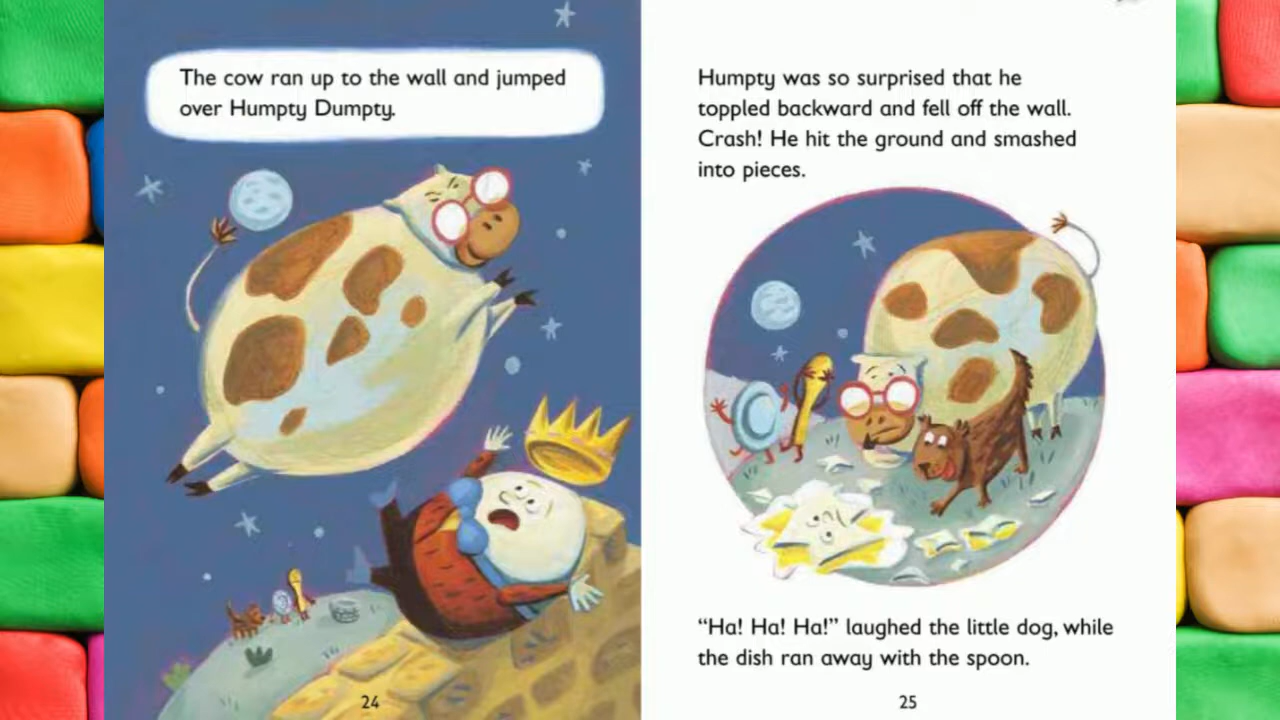 The cow ran up to the wall and jumped
over Humpty Dumpty.
24
Humpty was so surprised that he
toppled backward and fell off the wall.
Crash! He hit the ground and smashed
into pieces.
“Ha! Ha! Ha!” laughed the little dog, while
the dish ran away with the spoon.
25